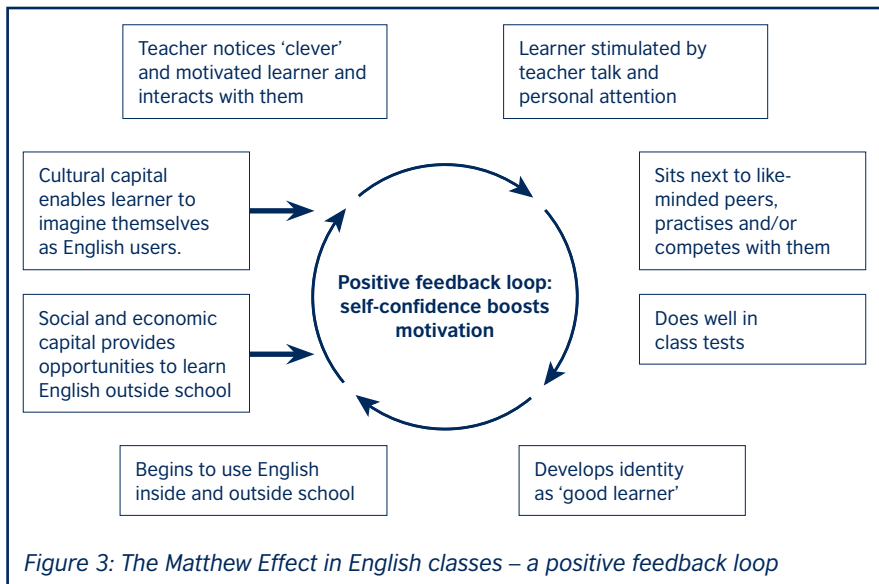 Teacher notices ‘clever’
and motivated learner and
interacts with them
Learner stimulated by
teacher talk and
personal attention
Cultural capital
enables learner to
imagine themselves
as English users.
Sits next to like-
minded peers,
practises and/or
competes with them
Positive feedback loop:
self-confidence boosts
motivation
Social and economic
capital provides
opportunities to learn
English outside school
Does well in
class tests
Begins to use English
inside and outside school
Develops identity
as ‘good learner’
Figure 3: The Matthew Effect in English classes – a positive feedback loop